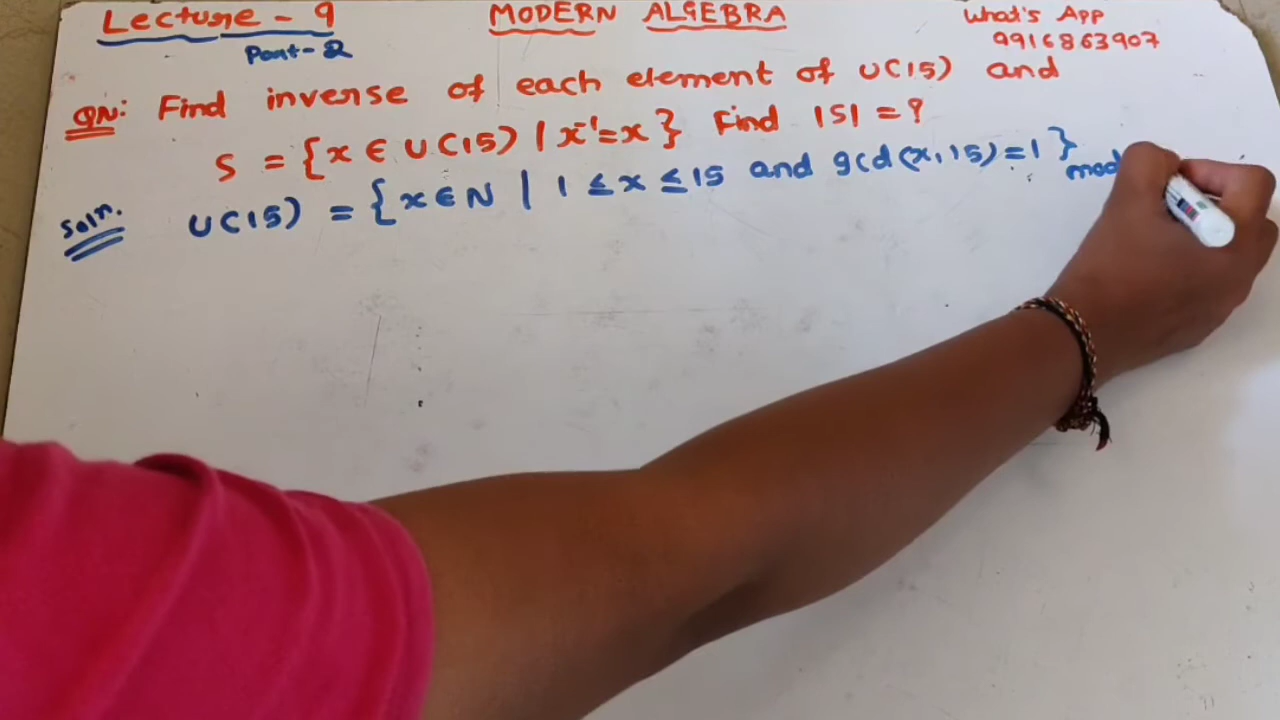 Lecture - 9 MODERN ALGEBRA What's App
Part - 2 9916863907
QN: Find inverse of each element of U(15) and
S = {x ∈ U(15) | x⁻¹=x} Find |S| = ?
Soln. U(15) = {x ∈ N | 1 ≤ x ≤ 15 and gcd(x, 15) = 1} mod